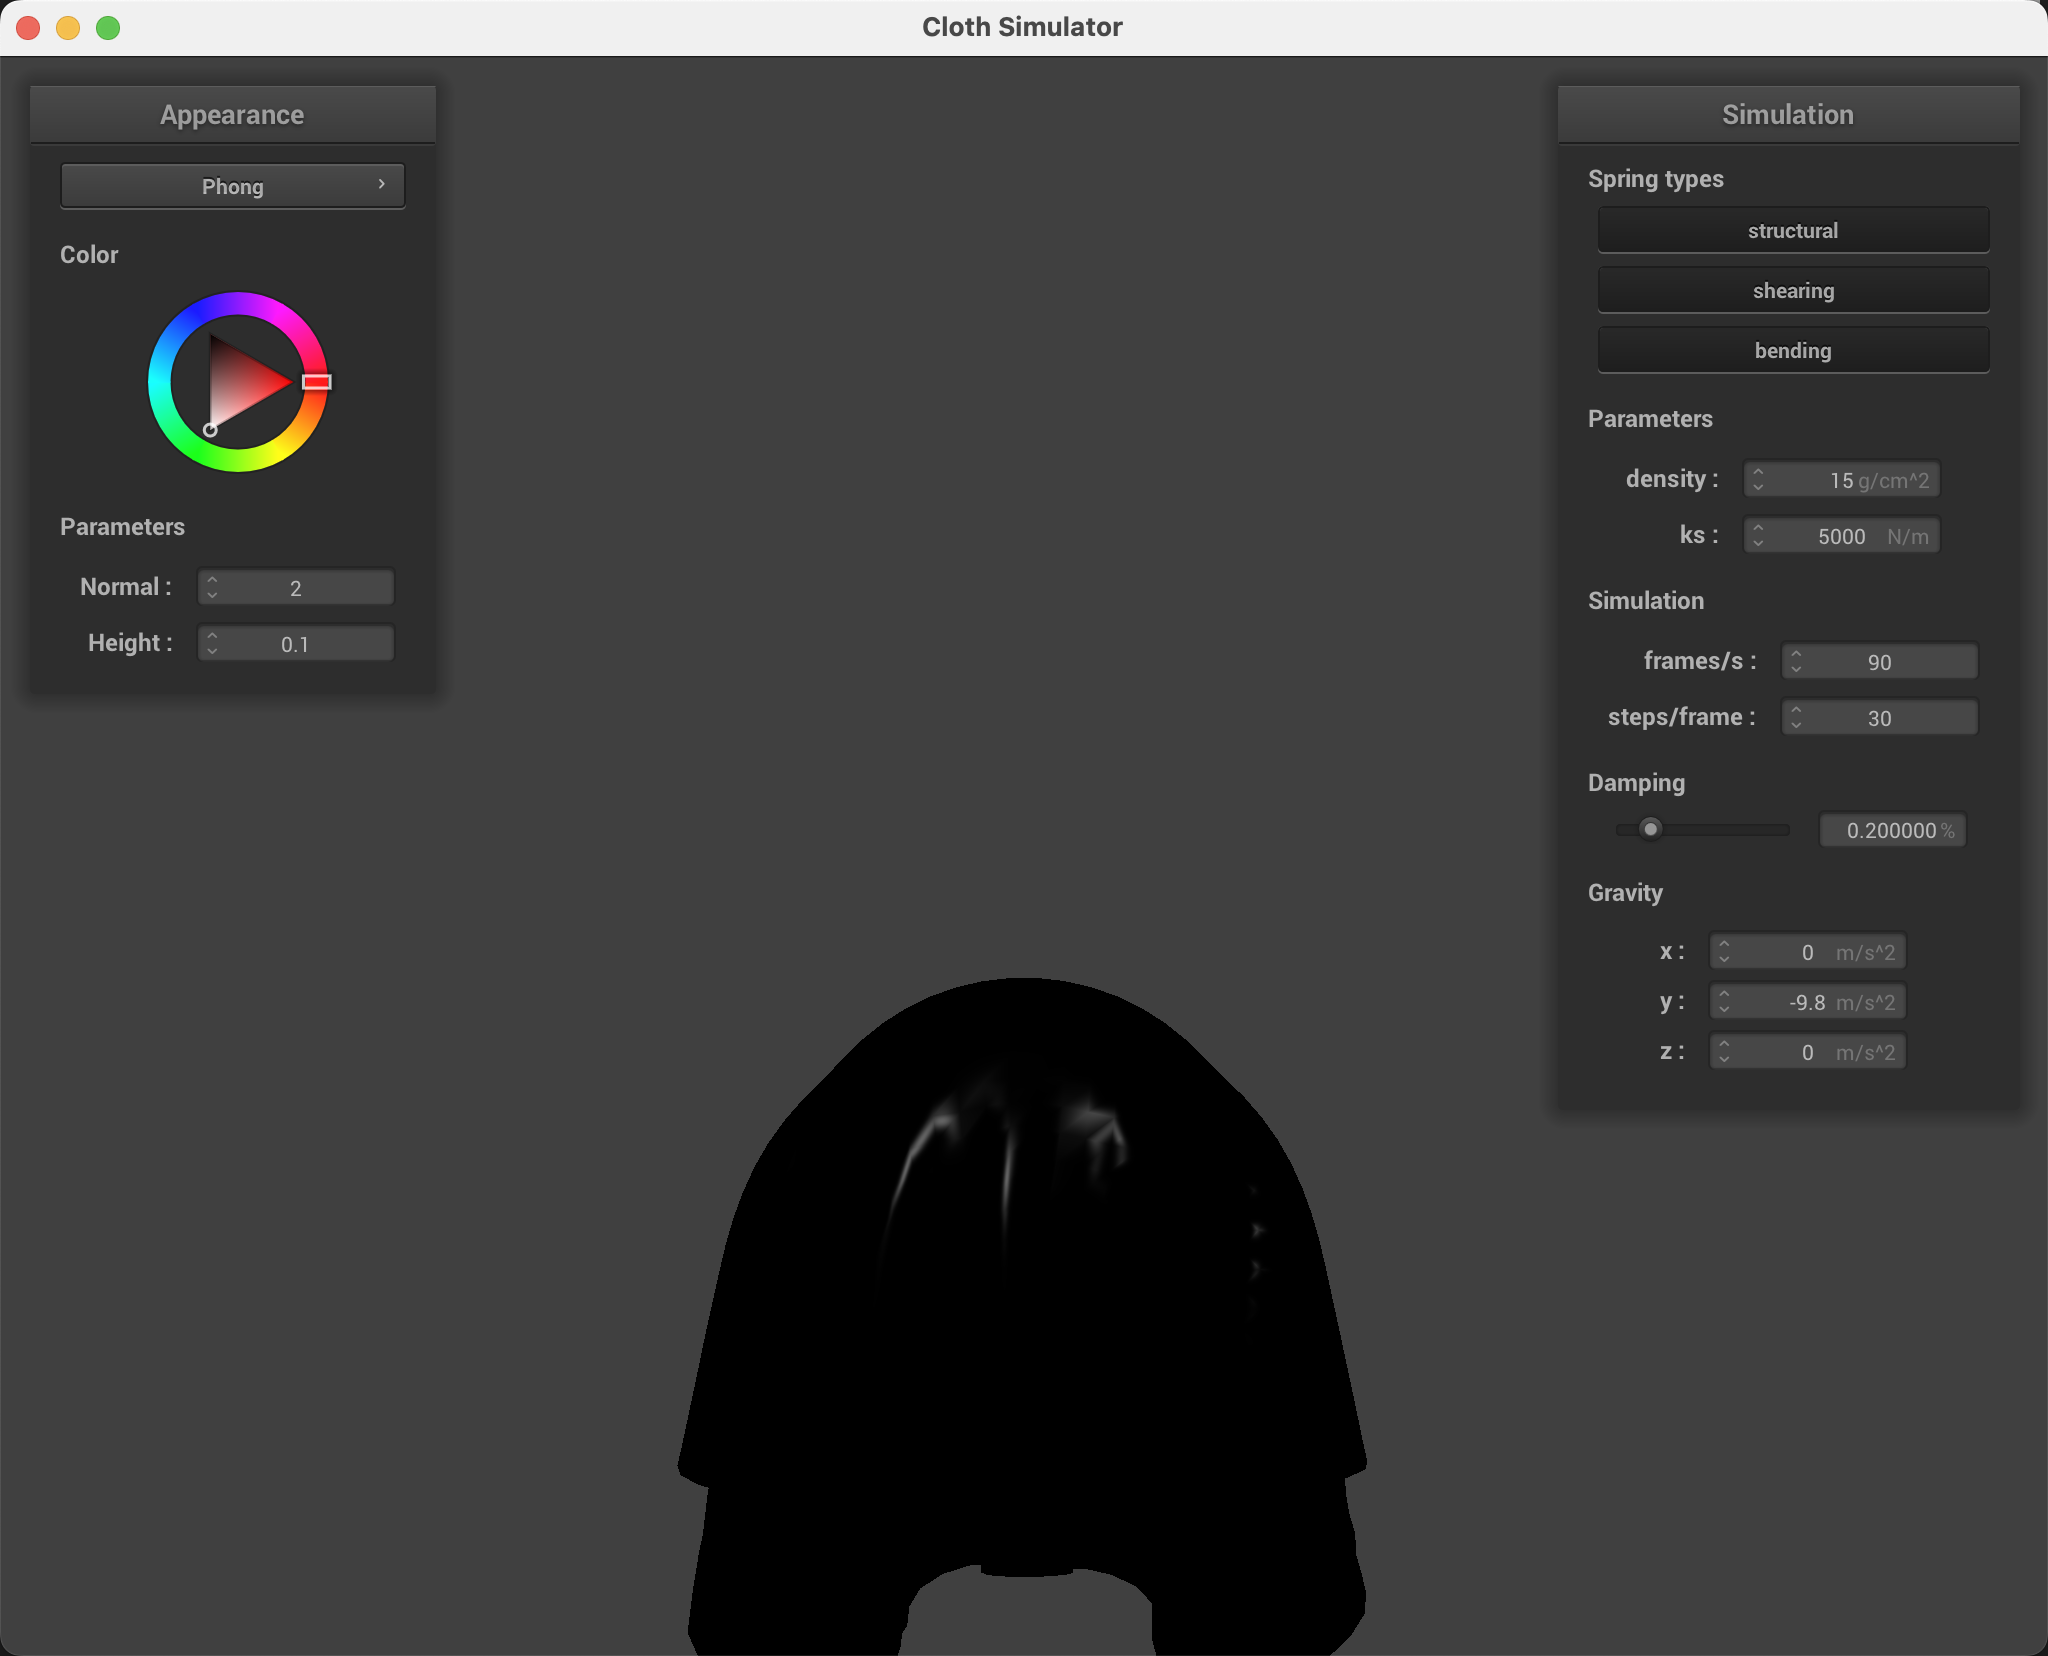 Cloth Simulator
Appearance
Phong
Color
Parameters
Normal : 2
Height : 0.1
Simulation
Spring types
structural
shearing
bending
Parameters
density : 15 g/cm^2
ks : 5000 N/m
Simulation
frames/s : 90
steps/frame : 30
Damping
0.200000 %
Gravity
x : 0 m/s^2
y : -9.8 m/s^2
z : 0 m/s^2